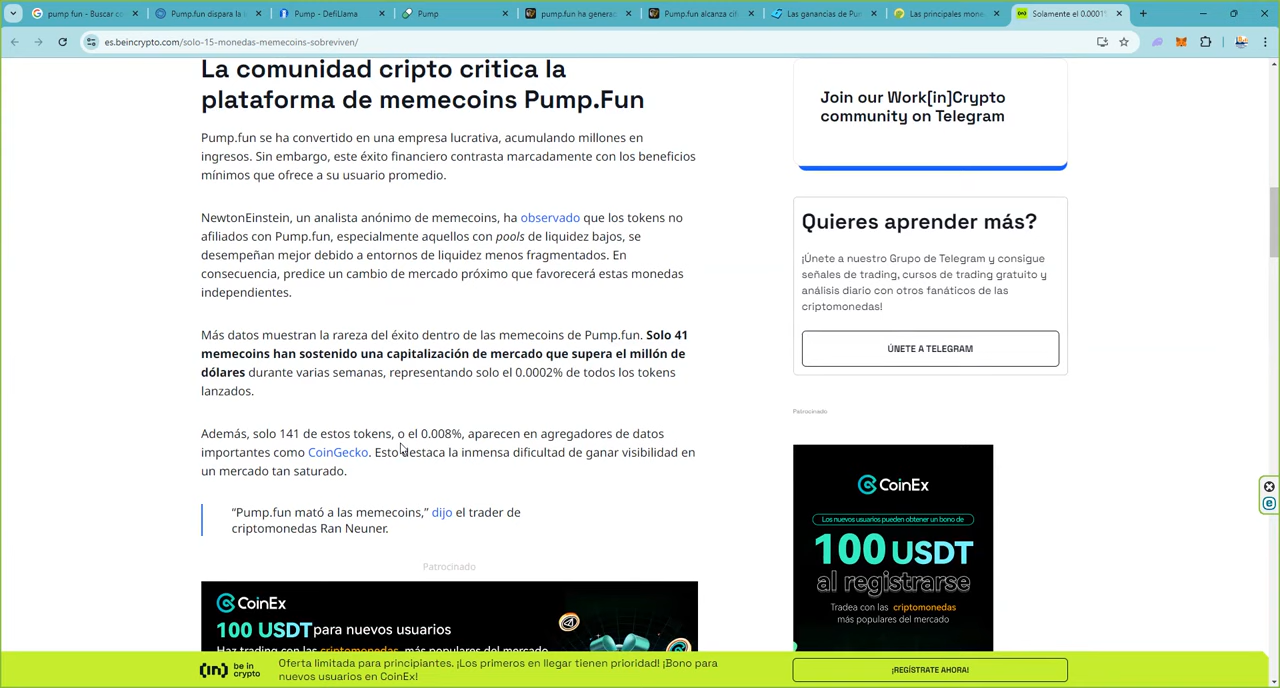 pump fun - Buscar co
Pump.fun dispara la i
Pump - DefiLlama
Pump
pump.fun ha generac
Pump.fun alcanza cif
Las ganancias de Pur
Las principales mone
Solamente el 0.0001
es.beincrypto.com/solo-15-monedas-memecoins-sobreviven/
La comunidad cripto critica la
plataforma de memecoins Pump.Fun
Pump.fun se ha convertido en una empresa lucrativa, acumulando millones en
ingresos. Sin embargo, este éxito financiero contrasta marcadamente con los beneficios
mínimos que ofrece a su usuario promedio.
NewtonEinstein, un analista anónimo de memecoins, ha observado que los tokens no
afiliados con Pump.fun, especialmente aquellos con pools de liquidez bajos, se
desempeñan mejor debido a entornos de liquidez menos fragmentados. En
consecuencia, predice un cambio de mercado próximo que favorecerá estas monedas
independientes.
Más datos muestran la rareza del éxito dentro de las memecoins de Pump.fun. Solo 41
memecoins han sostenido una capitalización de mercado que supera el millón de
dólares durante varias semanas, representando solo el 0.0002% de todos los tokens
lanzados.
Además, solo 141 de estos tokens, o el 0.008%, aparecen en agregadores de datos
importantes como CoinGecko. Esto destaca la inmensa dificultad de ganar visibilidad en
un mercado tan saturado.
“Pump.fun mató a las memecoins,” dijo el trader de
criptomonedas Ran Neuner.
Patrocinado
CoinEx
100 USDT para nuevos usuarios
Haz trading con las criptomonedas más populares del mercado
Join our Work[in]Crypto
community on Telegram
Quieres aprender más?
¡Únete a nuestro Grupo de Telegram y consigue
señales de trading, cursos de trading gratuito y
análisis diario con otros fanáticos de las
criptomonedas!
ÚNETE A TELEGRAM
Patrocinado
CoinEx
Los nuevos usuarios pueden obtener un bono de
100 USDT
al registrarse
Tradea con las criptomonedas
más populares del mercado
(in) be in
crypto
Oferta limitada para principiantes. ¡Los primeros en llegar tienen prioridad! ¡Bono para
nuevos usuarios en CoinEx!
¡REGÍSTRATE AHORA!